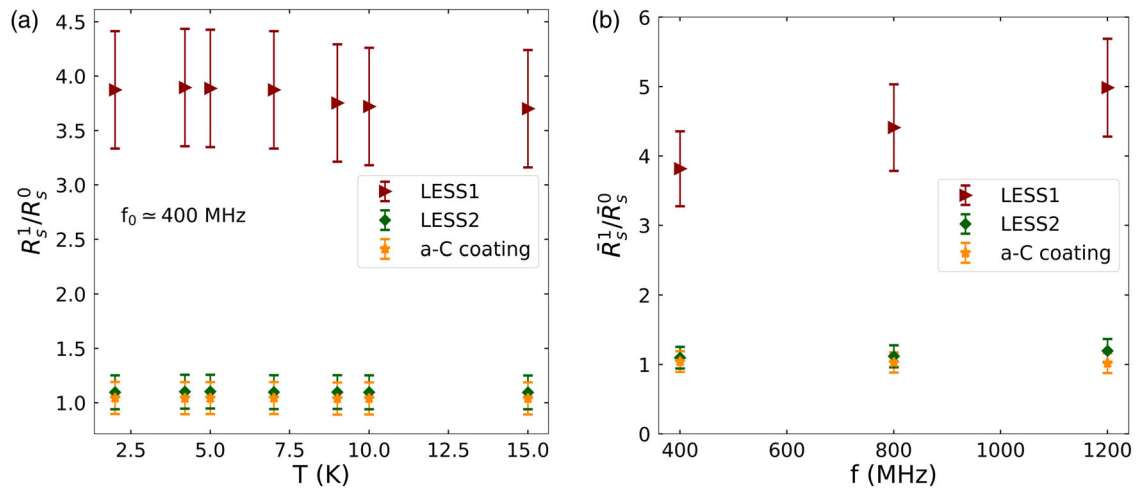 (a)
4.5
4.0
3.5
3.0
2.5
2.0
1.5
1.0
R_s^1/R_s^0
f₀ ≃ 400 MHz
LESS1
LESS2
a-C coating
2.5 5.0 7.5 10.0 12.5 15.0
T (K)
(b)
6
5
4
3
2
1
0
R̄_s^1/R̄_s^0
LESS1
LESS2
a-C coating
400 600 800 1000 1200
f (MHz)